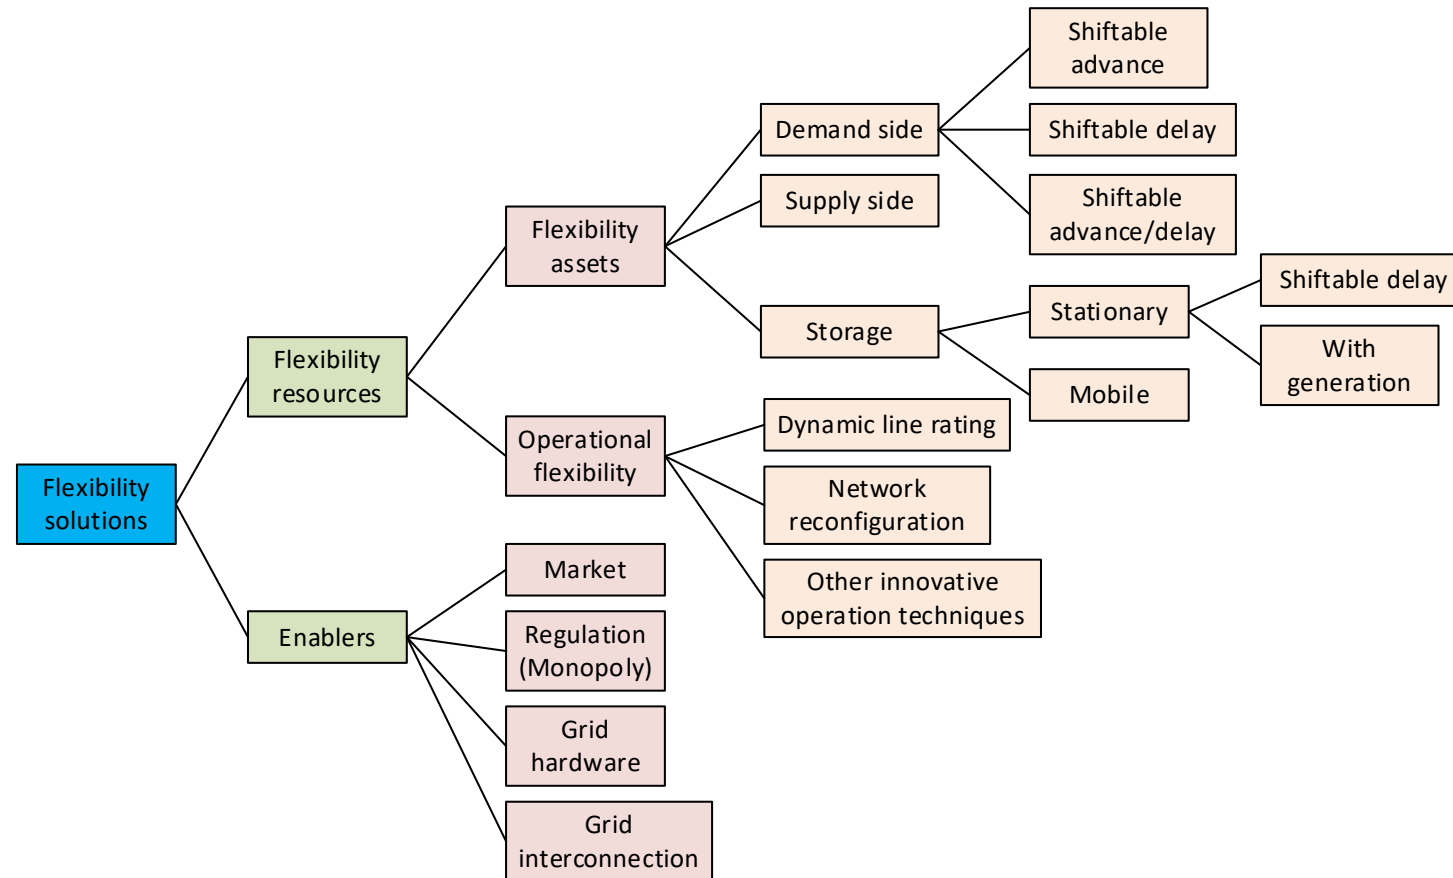 Shiftable
advance
Demand side
Shiftable delay
Supply side
Shiftable
advance/delay
Flexibility
assets
Shiftable delay
Storage
Stationary
With
generation
Mobile
Flexibility
resources
Operational
flexibility
Dynamic line rating
Network
reconfiguration
Other innovative
operation techniques
Flexibility
solutions
Market
Enablers
Regulation
(Monopoly)
Grid
hardware
Grid
interconnection